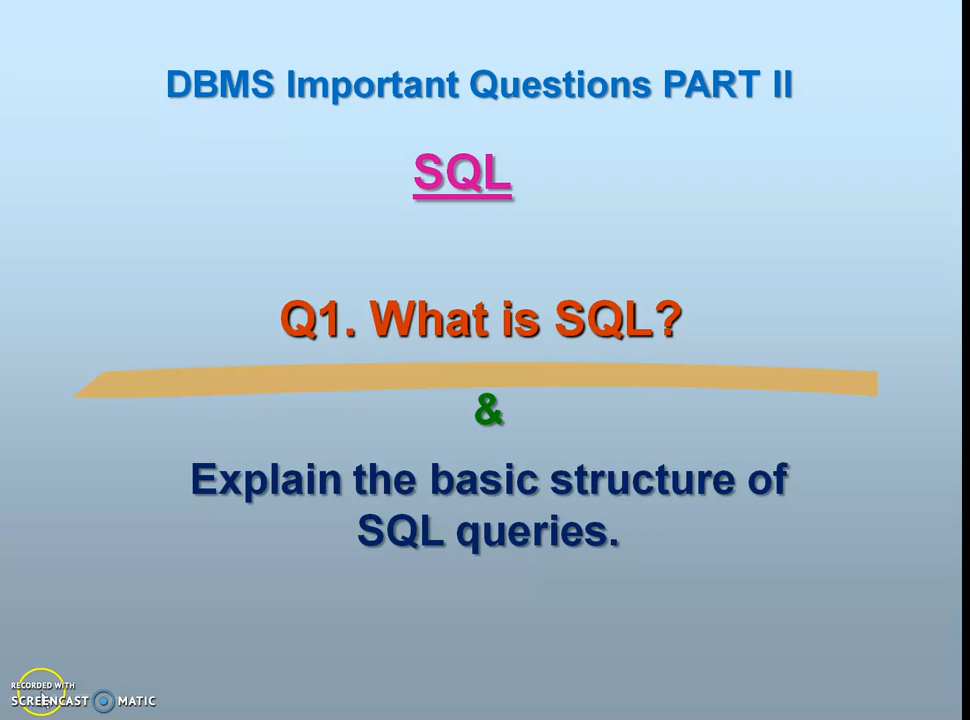 DBMS Important Questions PART II
SQL
Q1. What is SQL?
&
Explain the basic structure of
SQL queries.
RECORDED WITH
SCREENCAST MATIC